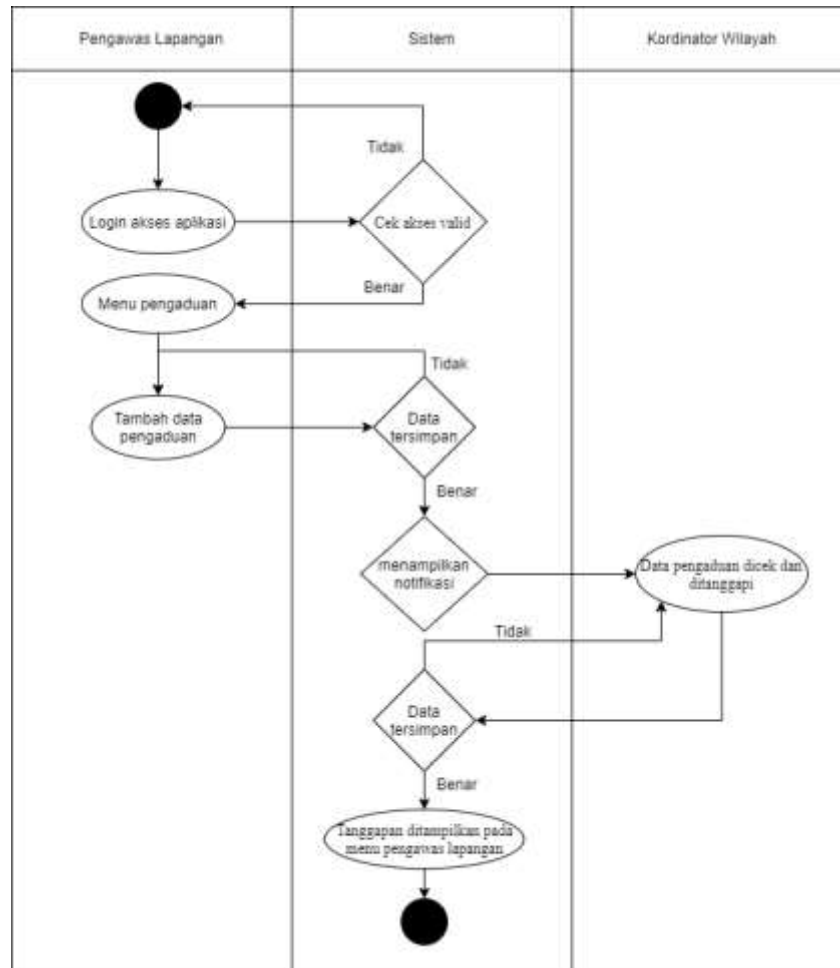 Pengawas Lapangan
Sistem
Kordinator Wilayah
Tidak
Login akses aplikasi
Cek akses valid
Benar
Menu pengaduan
Tidak
Tambah data
pengaduan
Data
tersimpan
Benar
menampilkan
notifikasi
Data pengaduan dicek dan
ditanggapi
Tidak
Data
tersimpan
Benar
Tanggapan ditampilkan pada
menu pengawas lapangan